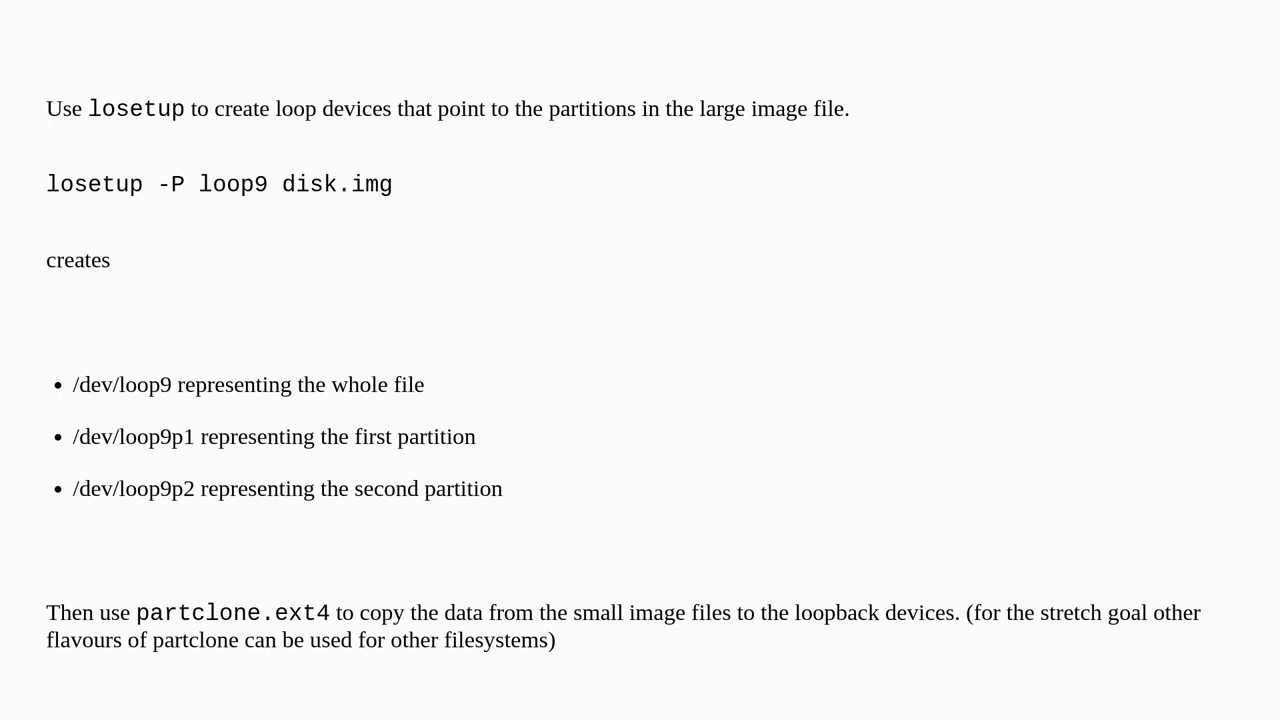 Use losetup to create loop devices that point to the partitions in the large image file.
losetup -P loop9 disk.img
creates
• /dev/loop9 representing the whole file
• /dev/loop9p1 representing the first partition
• /dev/loop9p2 representing the second partition
Then use partclone.ext4 to copy the data from the small image files to the loopback devices. (for the stretch goal other
flavours of partclone can be used for other filesystems)